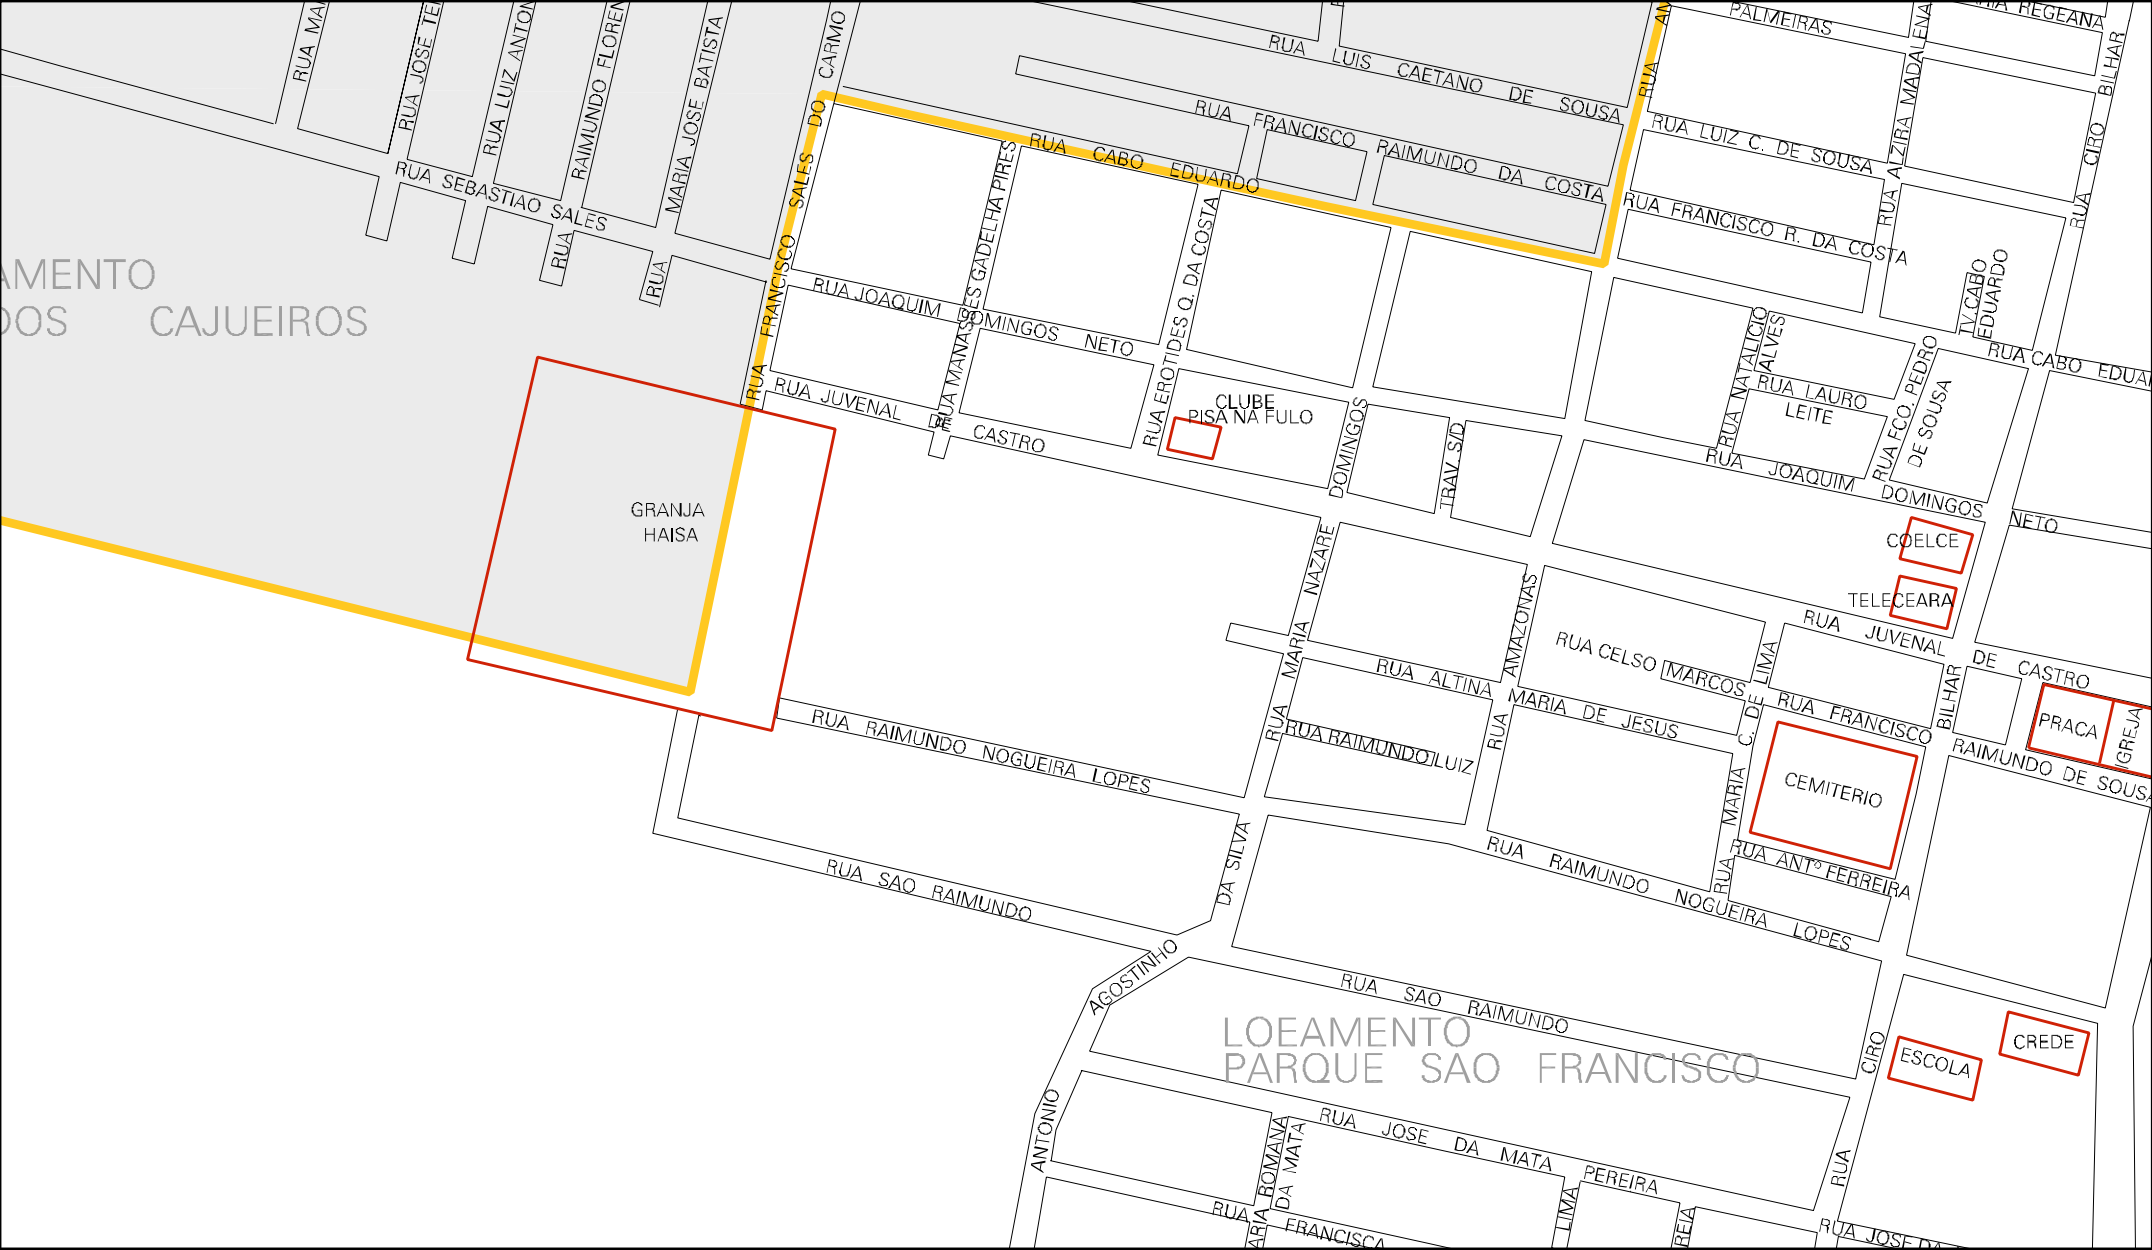 RUA JOSE
RUA LUIZ
RAIMUNDO
MARIA JOSE BATISTA
CARMO
RUA LUIS CAETANO DE SOUSA
RUA
PALMEIRAS
REGEANA
RUA ALZIRA MADALENA
RUA CIRO BILHAR
RUA FRANCISCO RAIMUNDO DA COSTA
RUA LUIZ C. DE SOUSA
RUA CABO EDUARDO
RUA SEBASTIAO SALES
RUA
RUA
RUA FRANCISCO SALES DO
RUA MANASSES GADELHA PIRES
RUA EROTIDES Q. DA COSTA
RUA FRANCISCO R. DA COSTA
TV. CABO
EDUARDO
AMENTO
DOS CAJUEIROS
RUA JOAQUIM DOMINGOS NETO
RUA NATALICIO
ALVES
RUA CABO
RUA LAURO
LEITE
RUA FCO. PEDRO
DE SOUSA
RUA JUVENAL DE CASTRO
CLUBE
PISA NA FULO
DOMINGOS
TRAV. S/D
RUA JOAQUIM DOMINGOS NETO
GRANJA
HAISA
COELCE
TELECEARA
RUA MARIA NAZARE
AMAZONAS
RUA
RUA CELSO MARCOS
RUA JUVENAL DE CASTRO
RUA ALTINA MARIA DE JESUS
RUA MARIA C. DE LIMA
RUA FRANCISCO RAIMUNDO DE SOUSA
BILHAR
PRACA
IGREJA
RUA RAIMUNDO LUIZ
RUA RAIMUNDO NOGUEIRA LOPES
CEMITERIO
RUA ANTº FERREIRA
RUA RAIMUNDO NOGUEIRA LOPES
DA SILVA
RUA SAO RAIMUNDO
AGOSTINHO
RUA SAO RAIMUNDO
LOEAMENTO
PARQUE SAO FRANCISCO
CIRO
ESCOLA
CREDE
ANTONIO
RUA JOSE DA MATA PEREIRA
ROMANA
DA MATA
RUA
LIMA
RUA FRANCISCA
RUA JOSE